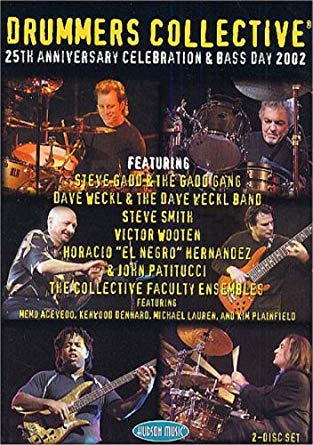 DRUMMERS COLLECTIVE®
25TH ANNIVERSARY CELEBRATION & BASS DAY 2002
FEATURING
STEVE GADD & THE GADD GANG
DAVE WECKL & THE DAVE WECKL BAND
STEVE SMITH
VICTOR WOOTEN
HORACIO "EL NEGRO" HERNANDEZ
& JOHN PATITUCCI
THE COLLECTIVE FACULTY ENSEMBLES
FEATURING
MEMO ACEVEDO, KENWOOD DENNARD, MICHAEL LAUREN, AND KIM PLAINFIELD
HUDSON MUSIC
2-DISC SET